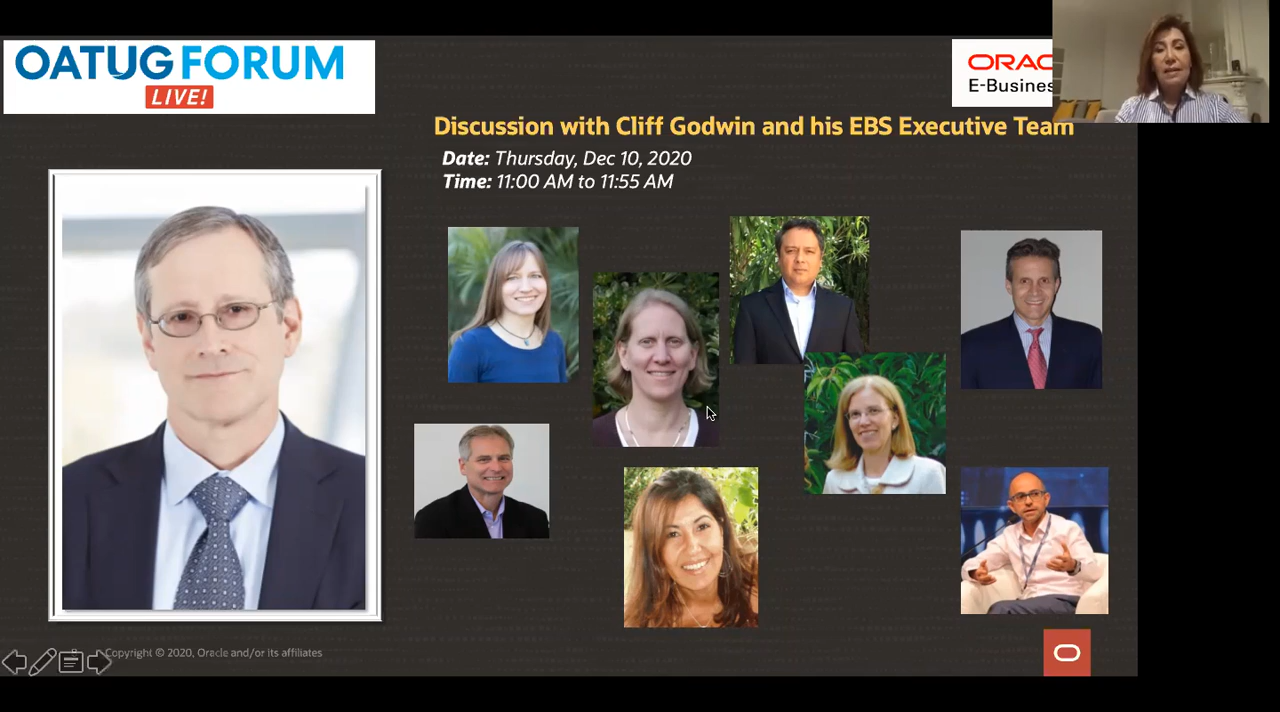 OATUG FORUM
LIVE!
ORAC
E-Busines
Discussion with Cliff Godwin and his EBS Executive Team
Date: Thursday, Dec 10, 2020
Time: 11:00 AM to 11:55 AM
Copyright © 2020, Oracle and/or its affiliates